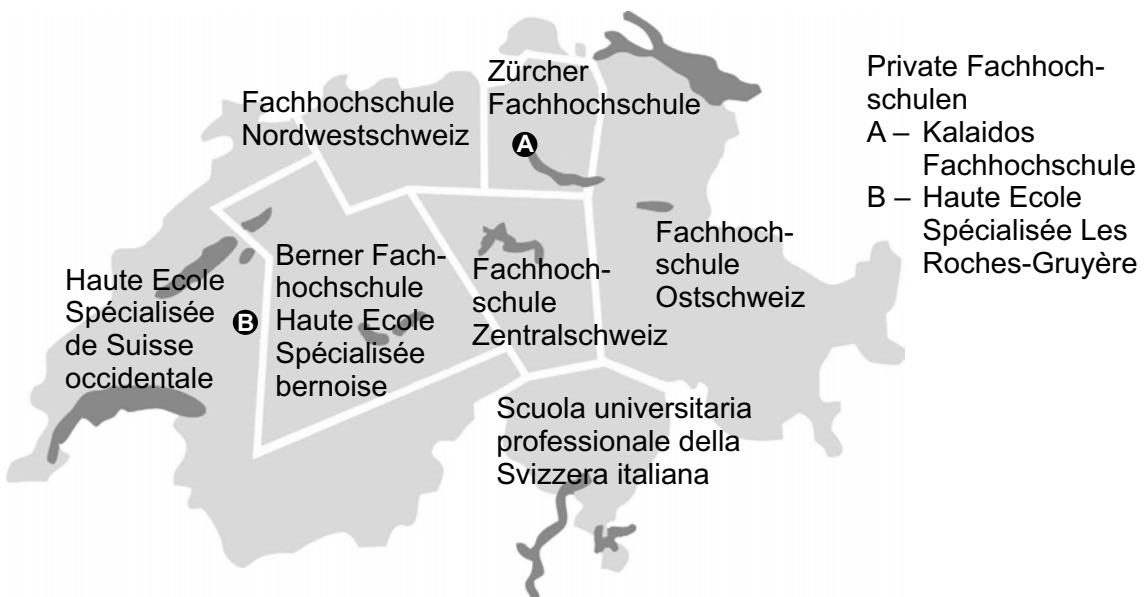 Fachhochschule
Nordwestschweiz
Zürcher
Fachhochschule
A
Haute Ecole
Spécialisée
de Suisse
occidentale
B
Berner Fach-
hochschule
Haute Ecole
Spécialisée
bernoise
Fachhoch-
schule
Zentralschweiz
Fachhoch-
schule
Ostschweiz
Scuola universitaria
professionale della
Svizzera italiana
Private Fachhoch-
schulen
A – Kalaidos
Fachhochschule
B – Haute Ecole
Spécialisée Les
Roches-Gruyère